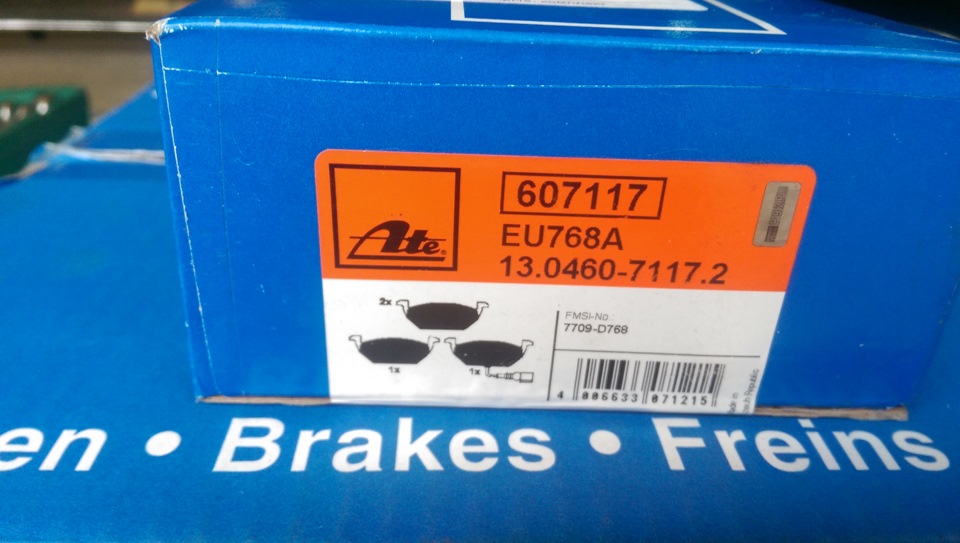 Ate®
607117
EU768A
13.0460-7117.2
2x
1x
1x
FMSI-No.:
7709-D768
4 006633 071215
en • Brakes • Freins